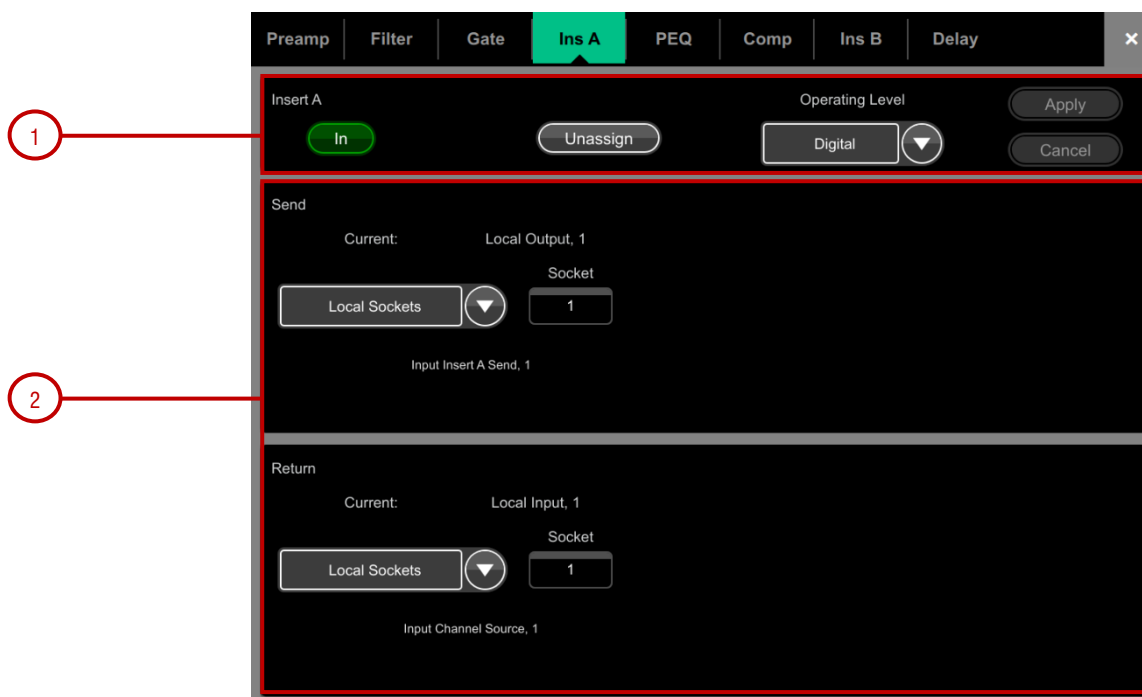 Preamp Filter Gate Ins A PEQ Comp Ins B Delay ×
Insert A Operating Level Apply
1 In Unassign Digital Cancel
Send
Current: Local Output, 1
Socket
Local Sockets 1
Input Insert A Send, 1
2
Return
Current: Local Input, 1
Socket
Local Sockets 1
Input Channel Source, 1